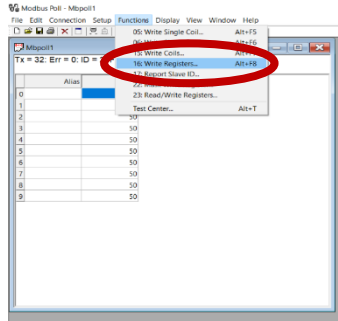 Modbus Poll - Mbpoll1
File Edit Connection Setup Functions Display View Window Help
05: Write Single Coil... Alt+F5
06: Write Alt+F6
Mbpoll1
15: Write Coils...
Tx = 32: Err = 0: ID =
16: Write Registers... Alt+F8
17: Report Slave ID...
Alias
22:
0
23: Read/Write Registers...
1
Test Center... Alt+T
2 50
3 50
4 50
5 50
6 50
7 50
8 50
9 50